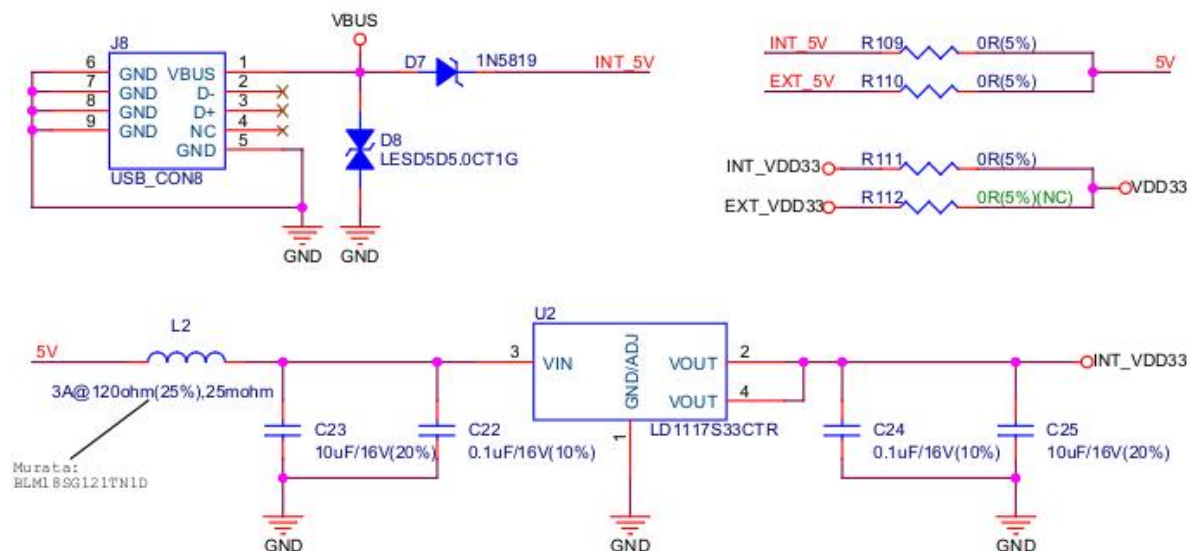 VBUS
J8
D7
1N5819
INT_5V
6 GND VBUS 1
7 GND D- 2
8 GND D+ 3
9 GND NC 4
GND 5
USB_CON8
D8
LESD5D5.0CT1G
GND
GND
INT_5V R109 0R(5%)
5V
EXT_5V R110 0R(5%)
INT_VDD33 R111 0R(5%)
VDD33
EXT_VDD33 R112 0R(5%)(NC)
U2
L2
5V
3A@120ohm(25%),25mohm
3 VIN
GND/ADJ
VOUT 2
VOUT 4
1
LD1117S33CTR
INT_VDD33
C23
10uF/16V(20%)
C22
0.1uF/16V(10%)
C24
0.1uF/16V(10%)
C25
10uF/16V(20%)
Murata:
BLM18SG121TN1D
GND
GND
GND